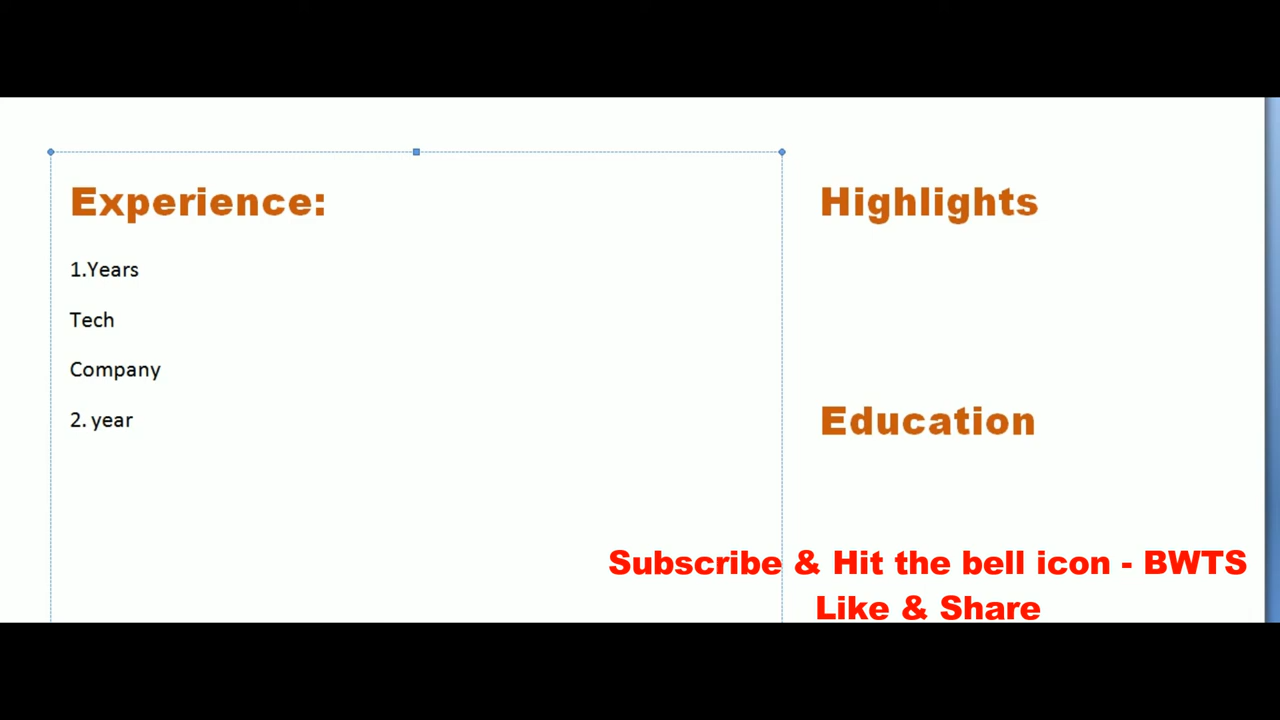 Experience:
1.Years
Tech
Company
2. year
Highlights
Education
Subscribe & Hit the bell icon - BWTS
Like & Share